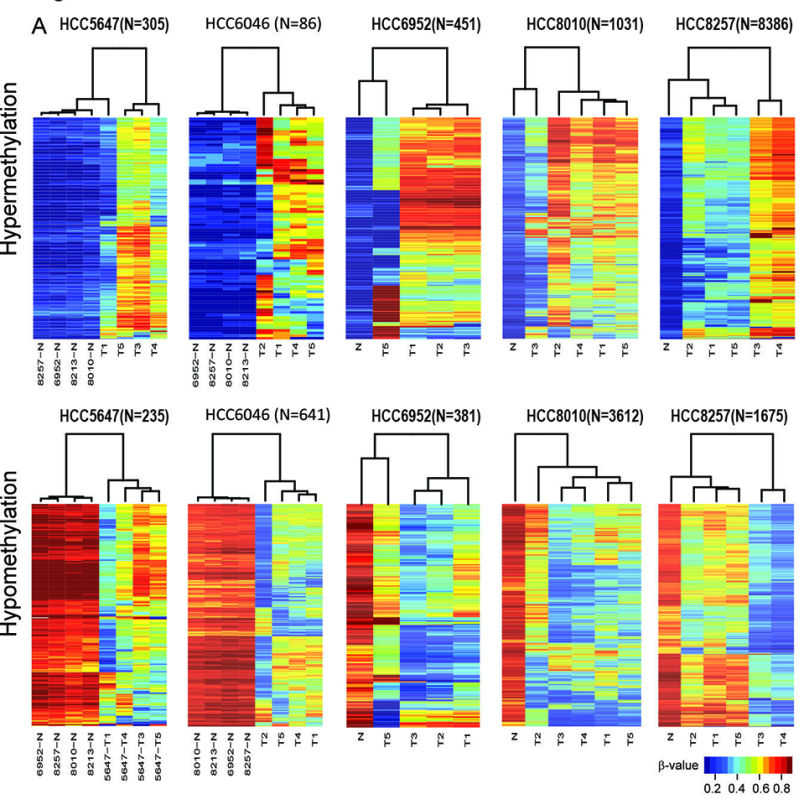 A
HCC5647(N=305) HCC6046 (N=86) HCC6952(N=451) HCC8010(N=1031) HCC8257(N=8386)
Hypermethylation
8257-N 6952-N 8213-N 8010-N T1 T5 T3 T4
6952-N 8257-N 8010-N 8213-N T2 T1 T4 T5
N T5 T1 T2 T3
N T3 T2 T4 T1 T5
N T2 T1 T5 T3 T4
HCC5647(N=235) HCC6046 (N=641) HCC6952(N=381) HCC8010(N=3612) HCC8257(N=1675)
Hypomethylation
6952-N 8257-N 8010-N 8213-N 5647-T1 5647-T4 5647-T3 5647-T5
8010-N 8213-N 6952-N 8257-N T2 T5 T4 T1
N T5 T3 T2 T1
N T2 T3 T4 T1 T5
N T2 T1 T5 T3 T4
β-value
0.2 0.4 0.6 0.8